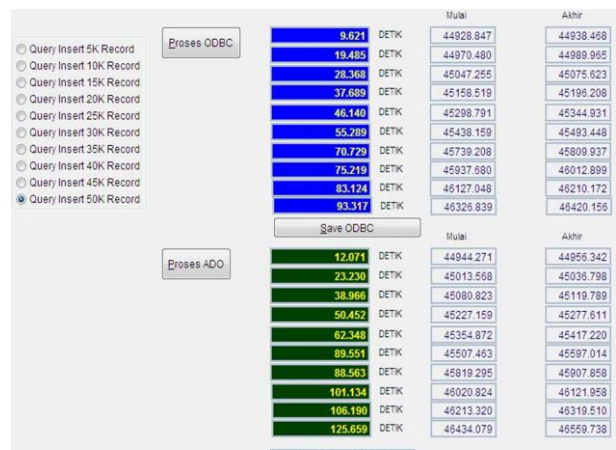 Mulai Akhir
Proses ODBC 9.621 DETIK 44928.847 44938.468
Query Insert 5K Record
19.485 DETIK 44970.480 44989.965
Query Insert 10K Record
28.368 DETIK 45047.255 45075.623
Query Insert 15K Record
37.689 DETIK 45158.519 45196.208
Query Insert 20K Record
46.140 DETIK 45298.791 45344.931
Query Insert 25K Record
55.289 DETIK 45438.159 45493.448
Query Insert 30K Record
70.729 DETIK 45739.208 45809.937
Query Insert 35K Record
75.219 DETIK 45937.680 46012.899
Query Insert 40K Record
83.124 DETIK 46127.048 46210.172
Query Insert 45K Record
93.317 DETIK 46326.839 46420.156
Query Insert 50K Record
Save ODBC
Mulai Akhir
Proses ADO 12.071 DETIK 44944.271 44956.342
23.230 DETIK 45013.568 45036.798
38.966 DETIK 45080.823 45119.789
50.452 DETIK 45227.159 45277.611
62.348 DETIK 45354.872 45417.220
89.551 DETIK 45507.463 45597.014
88.563 DETIK 45819.295 45907.858
101.134 DETIK 46020.824 46121.958
106.190 DETIK 46213.320 46319.510
125.659 DETIK 46434.079 46559.738